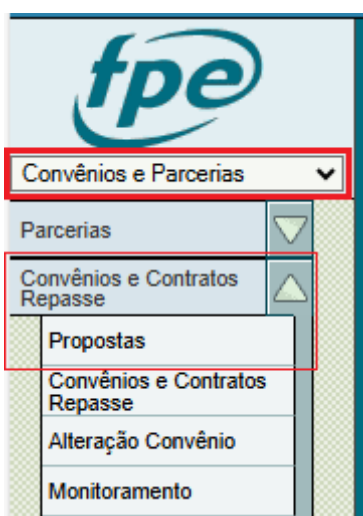 fpe
Convênios e Parcerias
Parcerias
Convênios e Contratos
Repasse
Propostas
Convênios e Contratos
Repasse
Alteração Convênio
Monitoramento